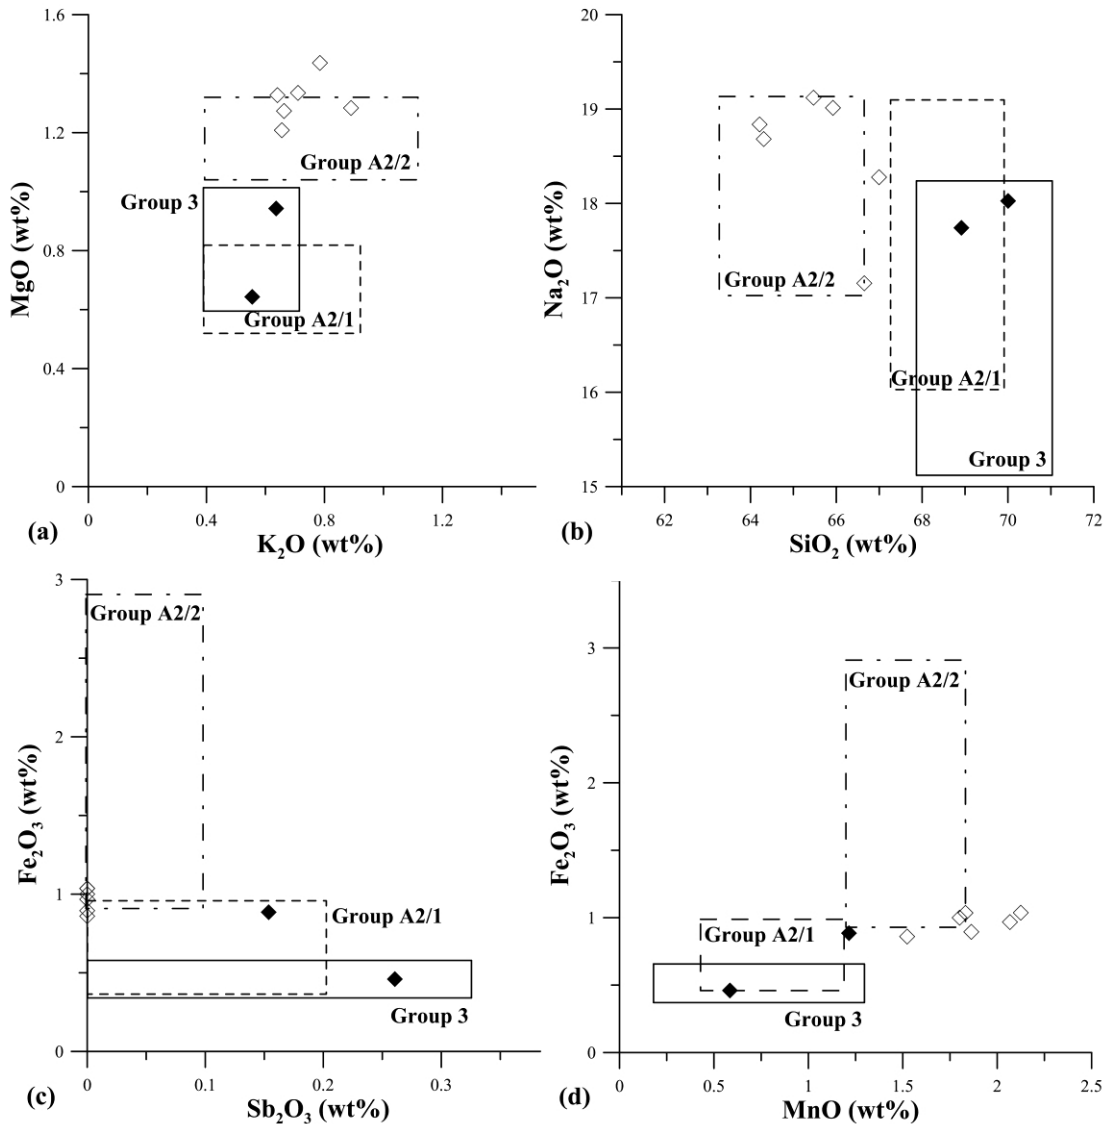 1.6
1.2
0.8
0.4
0
MgO (wt%)
Group A2/2
Group 3
Group A2/1
0
0.4
0.8
1.2
(a)
K₂O (wt%)
20
19
18
17
16
15
Na₂O (wt%)
Group A2/2
Group A2/1
Group 3
62
64
66
68
70
72
(b)
SiO₂ (wt%)
3
2
1
0
Fe₂O₃ (wt%)
Group A2/2
Group A2/1
Group 3
0
0.1
0.2
0.3
(c)
Sb₂O₃ (wt%)
3
2
1
0
Fe₂O₃ (wt%)
Group A2/2
Group A2/1
Group 3
0
0.5
1
1.5
2
2.5
(d)
MnO (wt%)